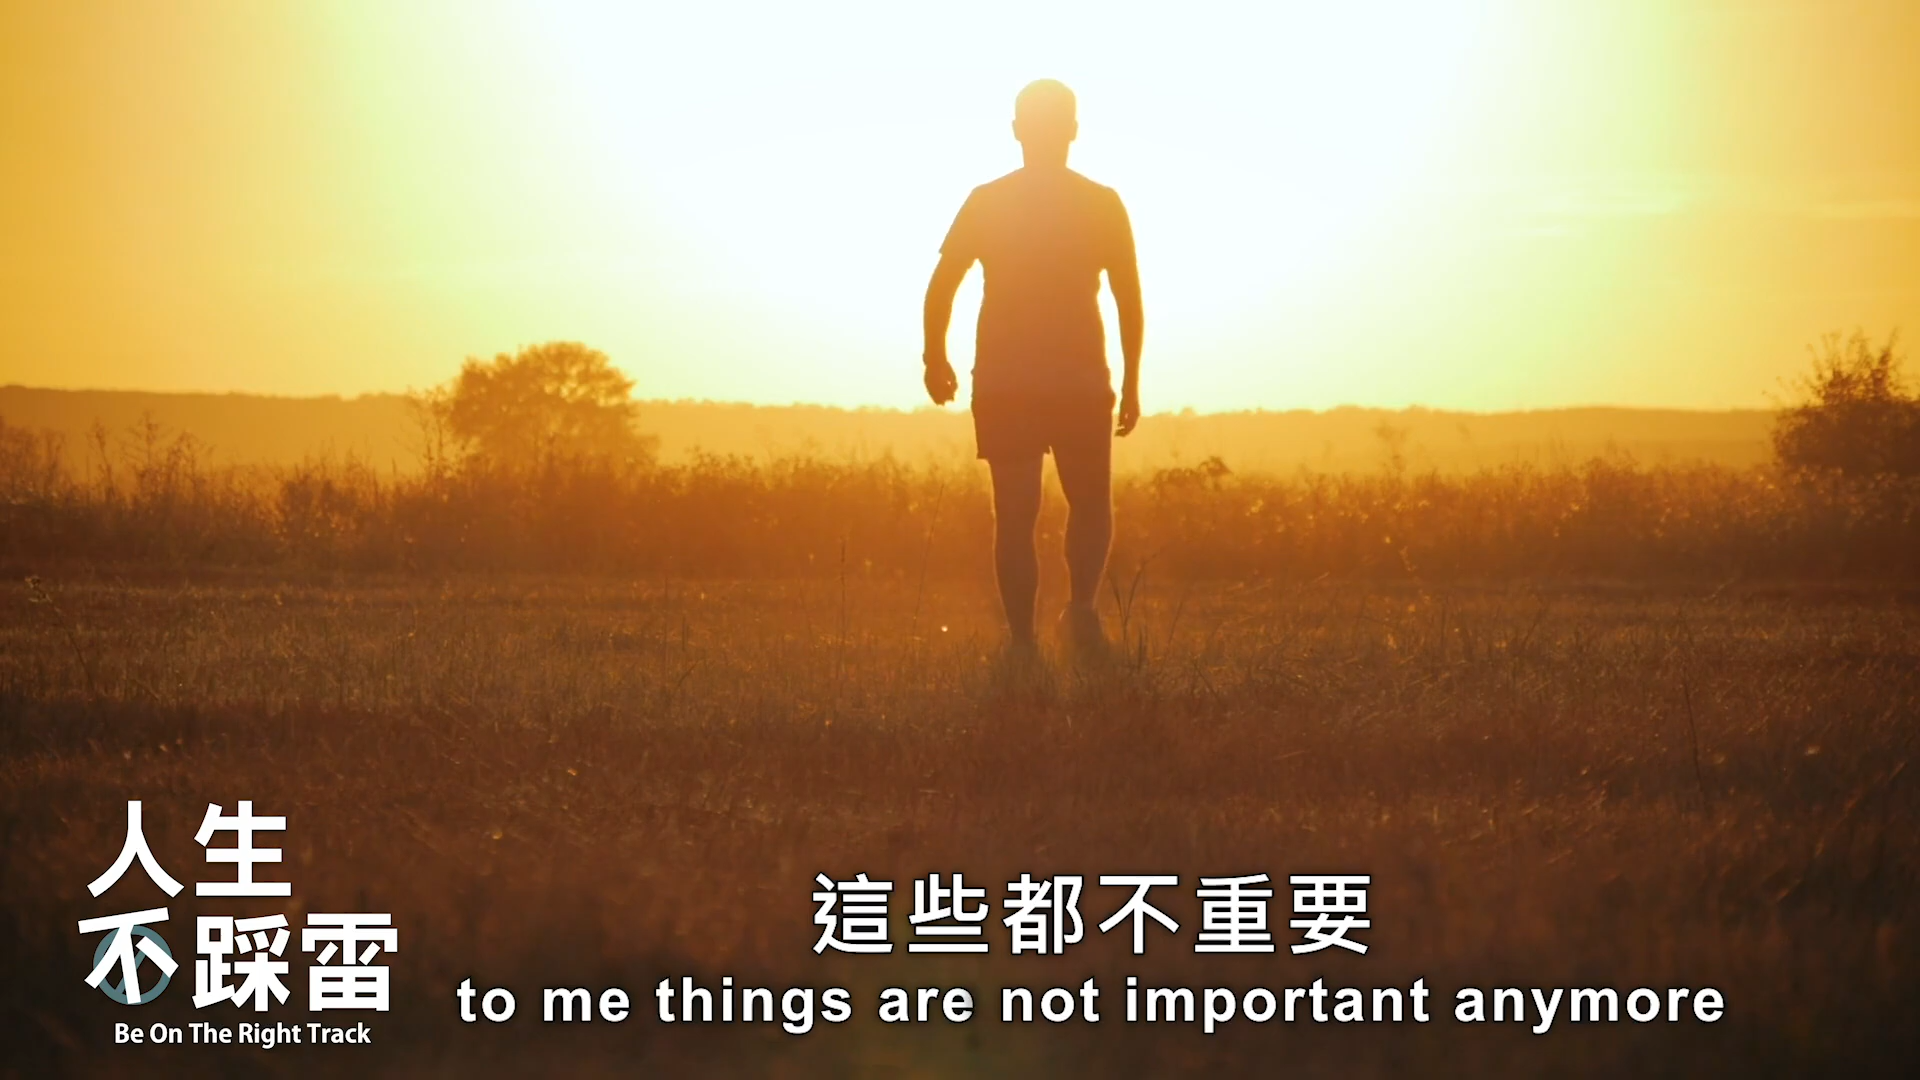 人生
不踩雷
Be On The Right Track
這些都不重要
to me things are not important anymore